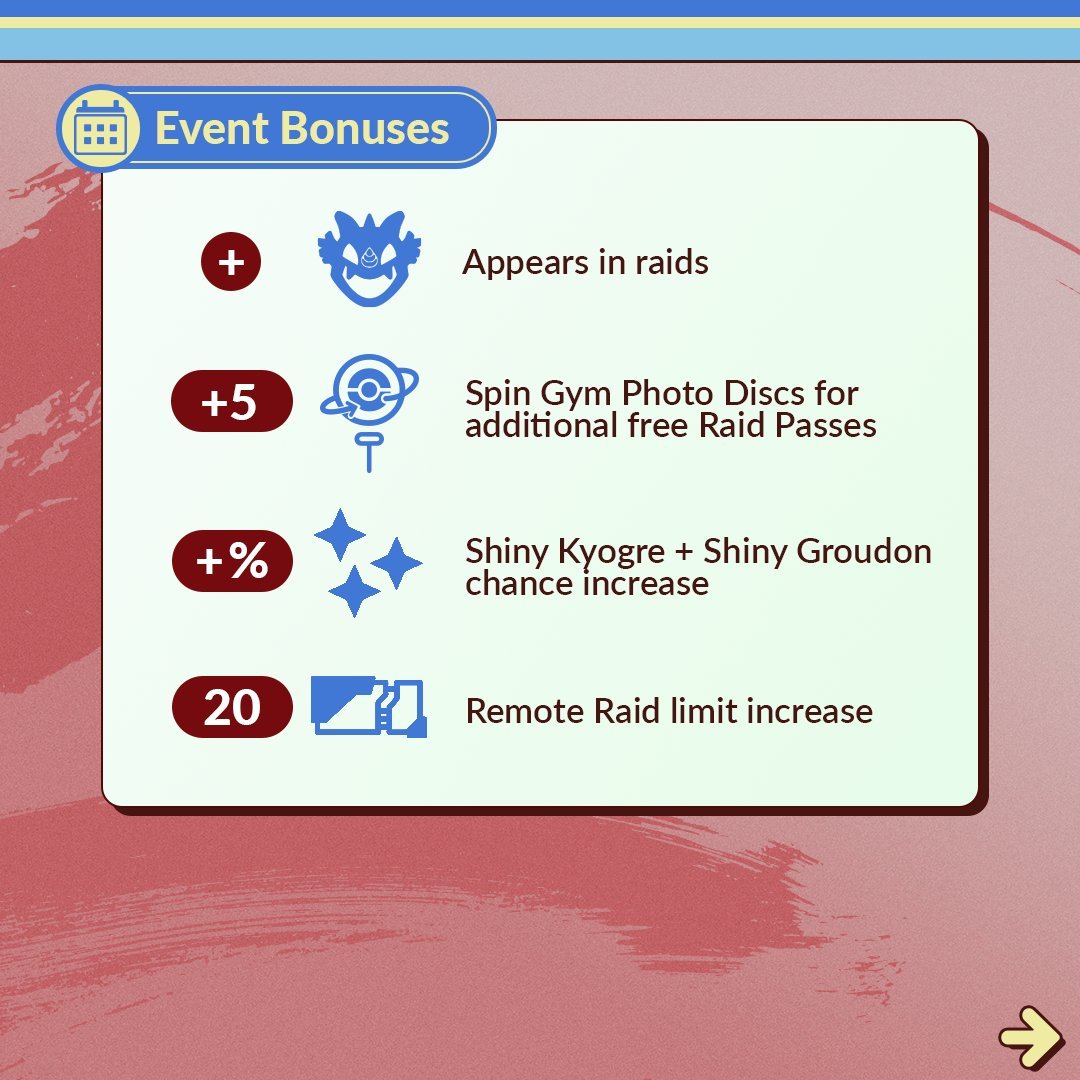 Event Bonuses
+
Appears in raids
+5
Spin Gym Photo Discs for
additional free Raid Passes
+%
Shiny Kyogre + Shiny Groudon
chance increase
20
Remote Raid limit increase